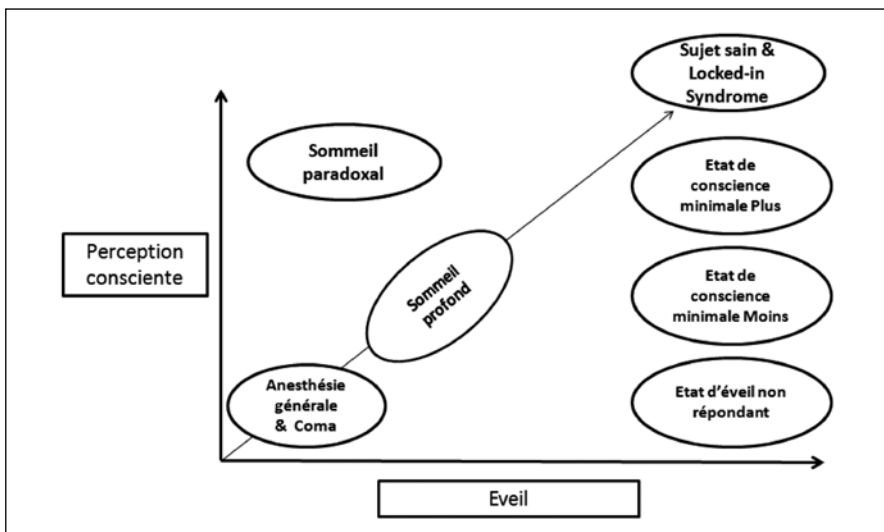 Sujet sain &
Locked-in
Syndrome
Sommeil
paradoxal
Etat de
conscience
minimale Plus
Perception
consciente
Sommeil
profond
Etat de
conscience
minimale Moins
Anesthésie
générale
& Coma
Etat d'éveil non
répondant
Eveil